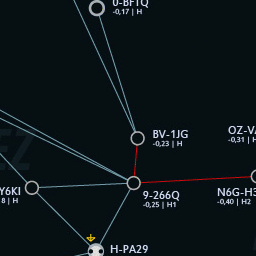 0-BFTQ
-0,17 | H
BV-1JG
-0,23 | H
OZ-VA
-0,31 | H
Y6KI
8 | H
9-266Q
-0,25 | H1
N6G-H3
-0,40 | H2
H-PA29